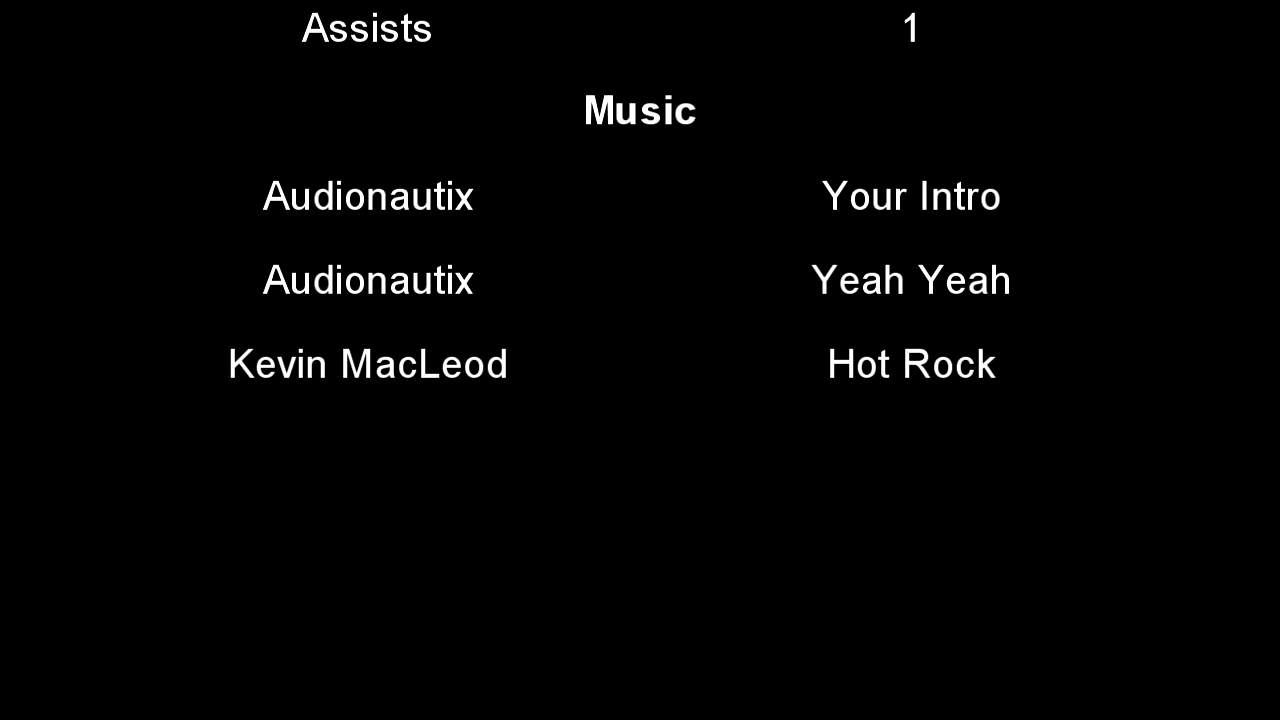 Assists 1
Music
Audionautix Your Intro
Audionautix Yeah Yeah
Kevin MacLeod Hot Rock